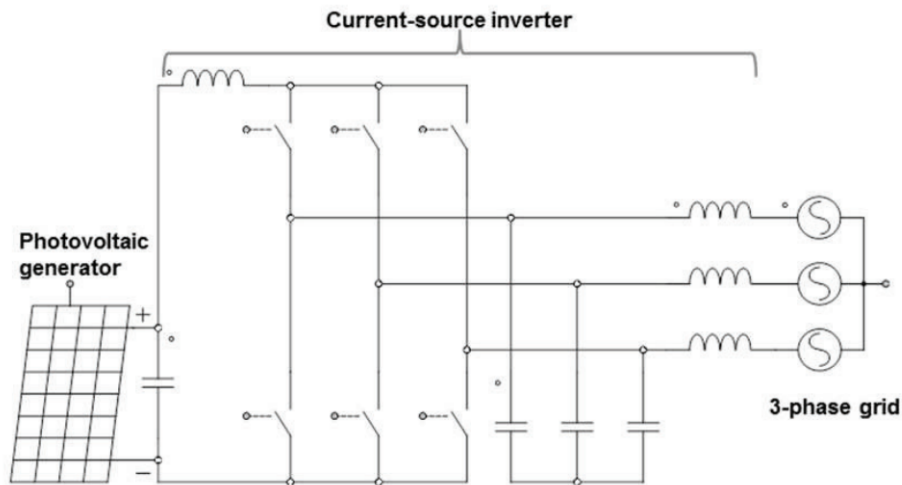 Current-source inverter
Photovoltaic
generator
+
−
3-phase grid